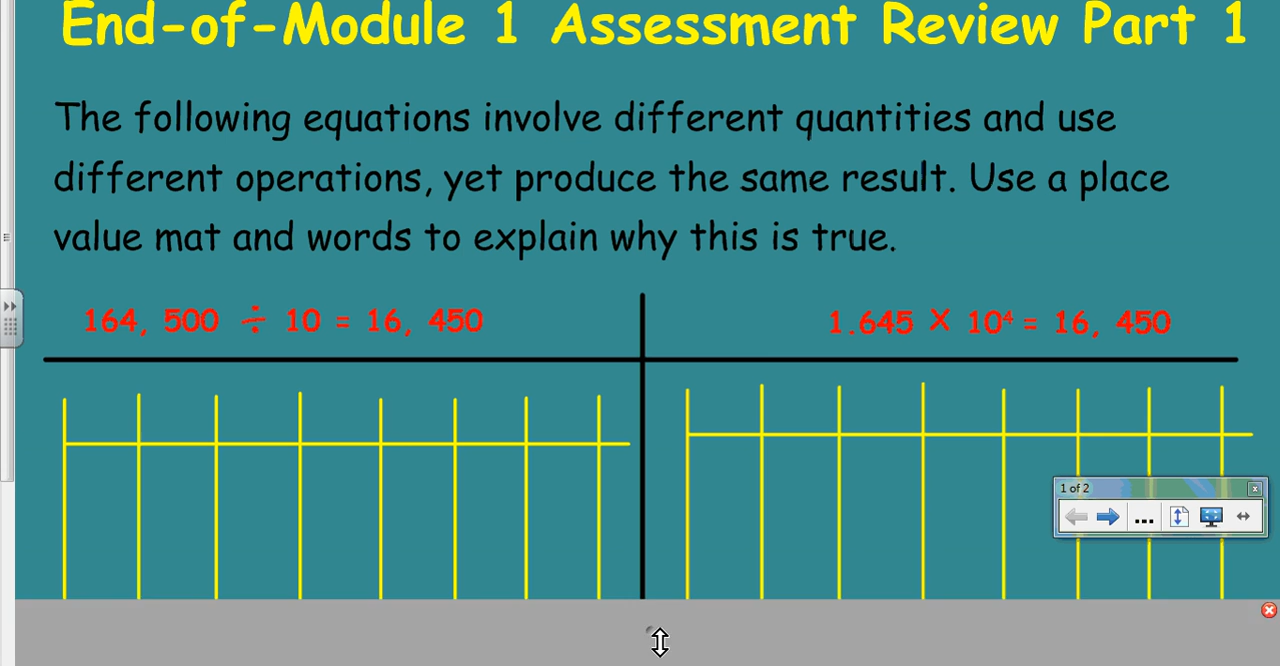 End-of-Module 1 Assessment Review Part 1
The following equations involve different quantities and use
different operations, yet produce the same result. Use a place
value mat and words to explain why this is true.
164, 500 ÷ 10 = 16, 450
1.645 × 10⁴ = 16, 450
1 of 2